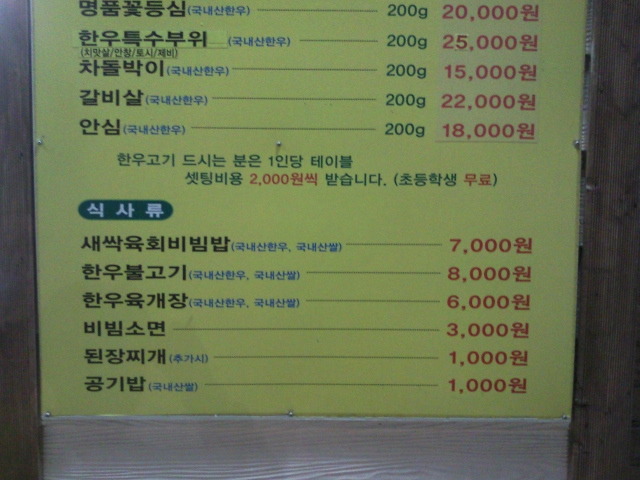 명품꽃등심(국내산한우) 200g 20,000원
한우특수부위 (국내산한우) 200g 25,000원
(치맛살/안창/토시/제비)
차돌박이(국내산한우) 200g 15,000원
갈비살(국내산한우) 200g 22,000원
안심(국내산한우) 200g 18,000원
한우고기 드시는 분은 1인당 테이블
셋팅비용 2,000원씩 받습니다. (초등학생 무료)
식사류
새싹육회비빔밥(국내산한우, 국내산쌀) 7,000원
한우불고기(국내산한우, 국내산쌀) 8,000원
한우육개장(국내산한우, 국내산쌀) 6,000원
비빔소면 3,000원
된장찌개(추가시) 1,000원
공기밥(국내산쌀) 1,000원